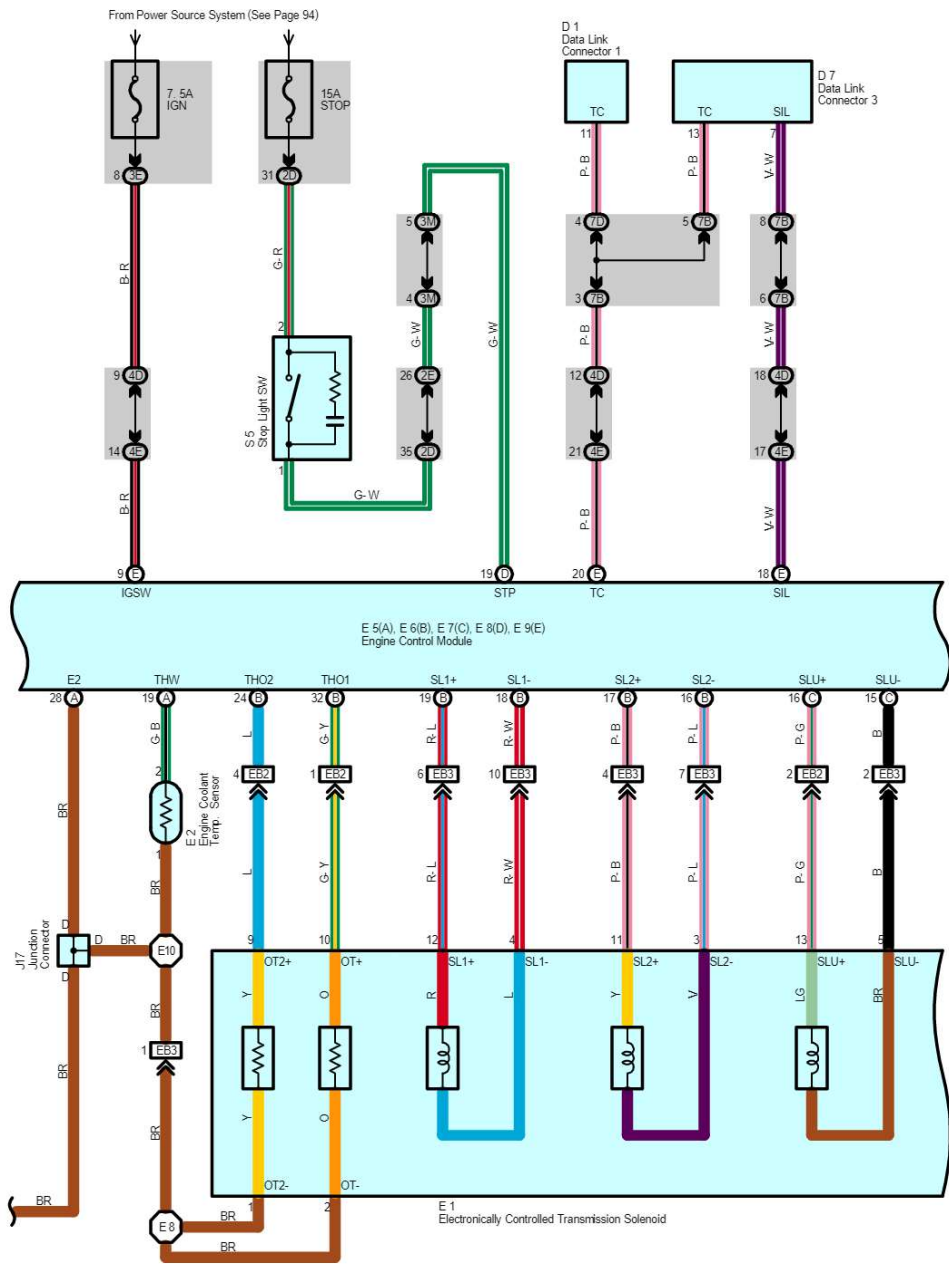 From Power Source System (See Page 94)
7. 5A
IGN
15A
STOP
D 1
Data Link
Connector 1
D 7
Data Link
Connector 3
TC
TC
SIL
11
13
7
P- B
P- B
V- W
8 3E
31 2D
5 3M
4 7D
5 7B
8 7B
B- R
G- R
4 3M
3 7B
6 7B
G- W
G- W
P- B
V- W
2
9 4D
26 2E
12 4D
18 4D
S 5
Stop Light SW
14 4E
35 2D
21 4E
17 4E
1
G- W
B- R
P- B
V- W
9 E
19 D
20 E
18 E
IGSW
STP
TC
SIL
E 5(A), E 6(B), E 7(C), E 8(D), E 9(E)
Engine Control Module
E2
THW
THO2
THO1
SL1+
SL1-
SL2+
SL2-
SLU+
SLU-
28 A
19 A
24 B
32 B
19 B
18 B
17 B
16 B
16 C
15 C
G- B
L
G- Y
R- L
R- W
P- B
P- L
P- G
B
2
4 EB2
1 EB2
6 EB3
10 EB3
4 EB3
7 EB3
2 EB2
2 EB3
BR
E 2
Engine Coolant
Temp. Sensor
1
BR
L
G- Y
R- L
R- W
P- B
P- L
P- G
B
J17
Junction
Connector
D
D
D
BR
E10
9
10
12
4
11
3
13
5
OT2+
OT+
SL1+
SL1-
SL2+
SL2-
SLU+
SLU-
BR
Y
O
R
L
Y
V
LG
BR
1 EB3
BR
BR
Y
O
OT2-
OT-
1
2
BR
E 8
BR
BR
E 1
Electronically Controlled Transmission Solenoid